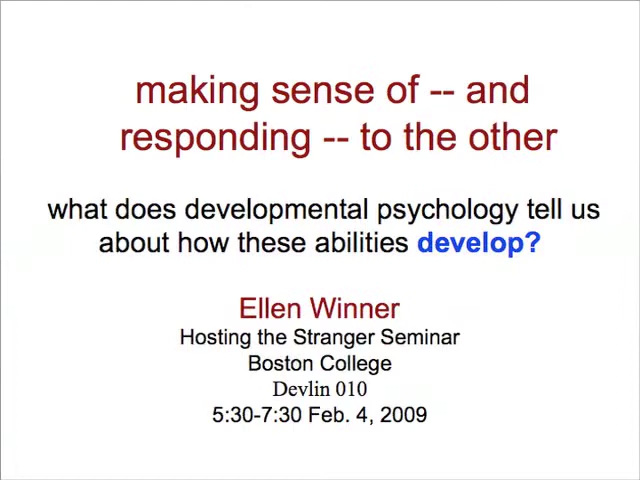 making sense of -- and
responding -- to the other
what does developmental psychology tell us
about how these abilities develop?
Ellen Winner
Hosting the Stranger Seminar
Boston College
Devlin 010
5:30-7:30 Feb. 4, 2009